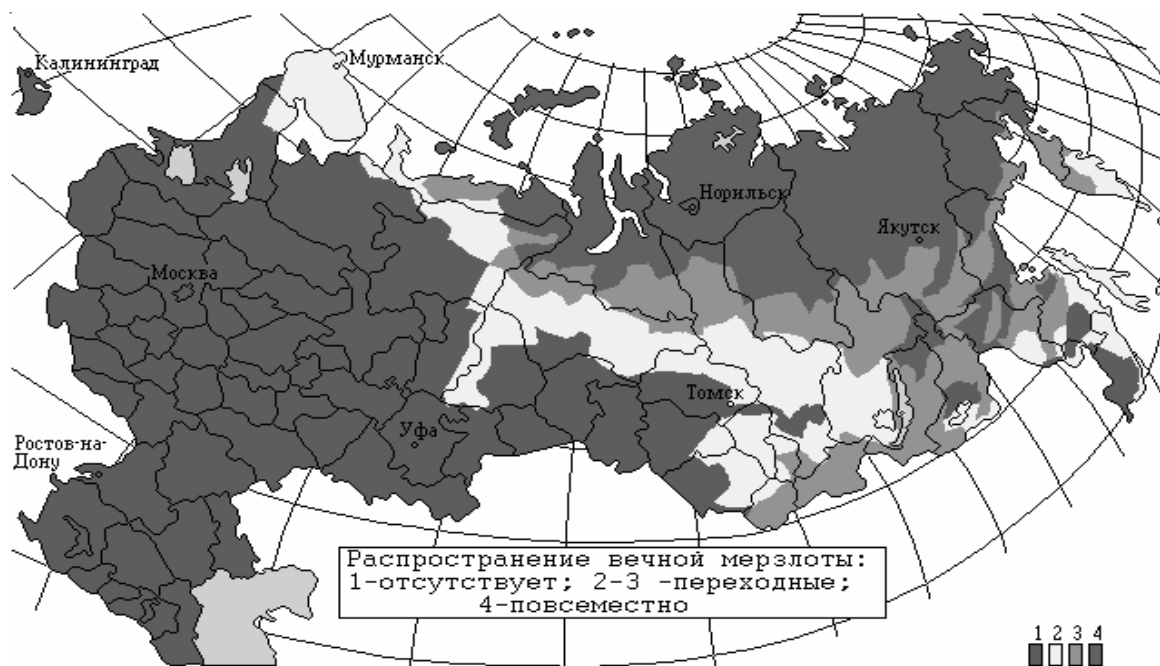 Калининград
Мурманск
Норильск
Якутск
Москва
Томск
Уфа
Ростов-на-
Дону
Распространение вечной мерзлоты:
1-отсутствует; 2-3 -переходные;
4-повсеместно
1 2 3 4